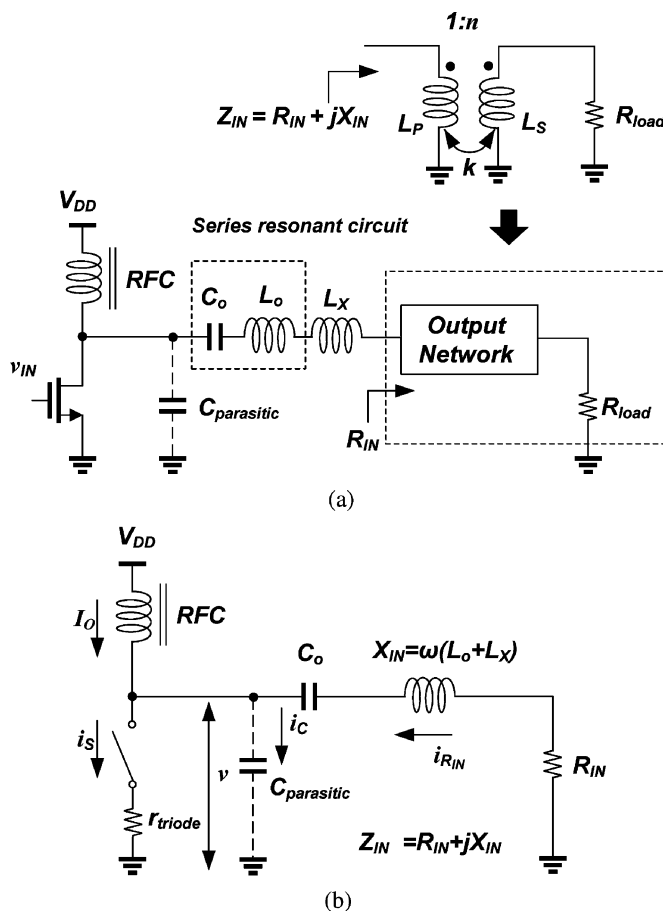 1:n
Z_IN = R_IN + jX_IN
L_P
L_S
R_load
k
V_DD
Series resonant circuit
RFC
C_o
L_o
L_X
Output
Network
v_IN
C_parasitic
R_IN
R_load
(a)
V_DD
I_O
RFC
C_o
X_IN=ω(L_o+L_X)
i_S
v
i_C
i_R_IN
R_IN
C_parasitic
r_triode
Z_IN =R_IN+jX_IN
(b)